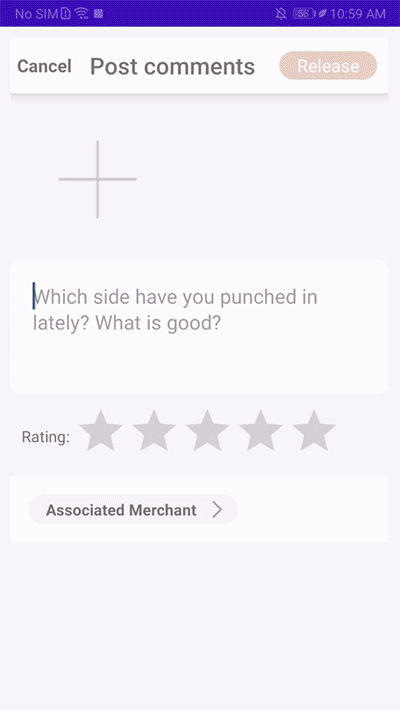 No SIM 56 10:59 AM
Cancel Post comments Release
Which side have you punched in
lately? What is good?
Rating:
Associated Merchant